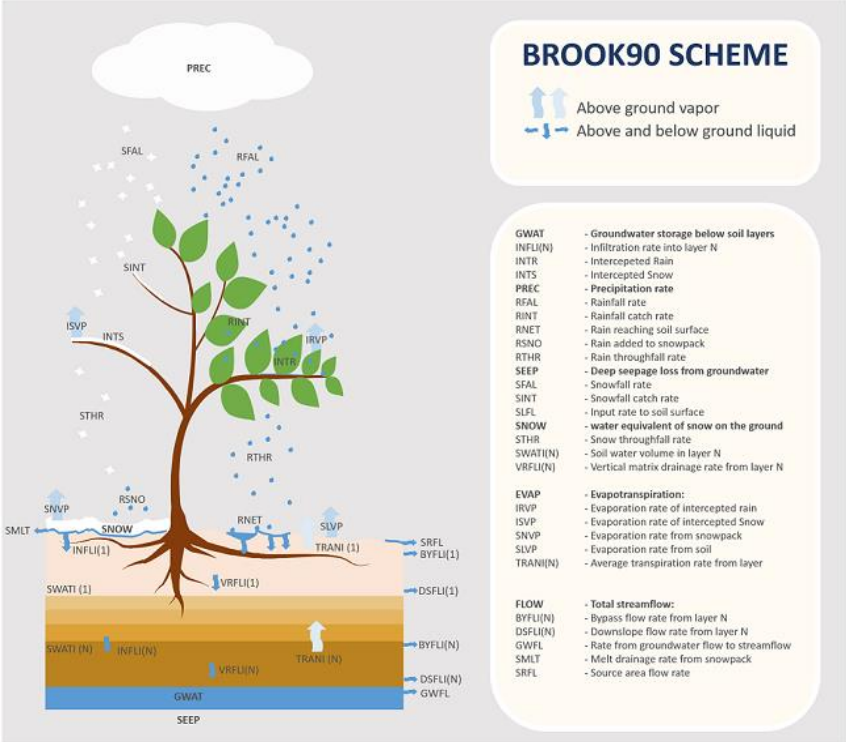 PREC
SFAL
RFAL
SINT
ISVP
INTS
RINT
IRVP
INTR
STHR
RTHR
SNVP
RSNO
RNET
SLVP
SMLT
SNOW
SRFL
INFLI(1)
TRANI (1)
BYFLI(1)
VRFLI(1)
SWATI (1)
DSFLI(1)
SWATI (N)
INFLI(N)
BYFLI(N)
TRANI (N)
VRFLI(N)
DSFLI(N)
GWAT
GWFL
SEEP
BROOK90 SCHEME
Above ground vapor
Above and below ground liquid
GWAT - Groundwater storage below soil layers
INFLI(N) - Infiltration rate into layer N
INTR - Intercepeted Rain
INTS - Intercepted Snow
PREC - Precipitation rate
RFAL - Rainfall rate
RINT - Rainfall catch rate
RNET - Rain reaching soil surface
RSNO - Rain added to snowpack
RTHR - Rain throughfall rate
SEEP - Deep seepage loss from groundwater
SFAL - Snowfall rate
SINT - Snowfall catch rate
SLFL - Input rate to soil surface
SNOW - water equivalent of snow on the ground
STHR - Snow throughfall rate
SWATI(N) - Soil water volume in layer N
VRFLI(N) - Vertical matrix drainage rate from layer N
EVAP - Evapotranspiration:
IRVP - Evaporation rate of intercepted rain
ISVP - Evaporation rate of intercepted Snow
SNVP - Evaporation rate from snowpack
SLVP - Evaporation rate from soil
TRANI(N) - Average transpiration rate from layer
FLOW - Total streamflow:
BYFLI(N) - Bypass flow rate from layer N
DSFLI(N) - Downslope flow rate from layer N
GWFL - Rate from groundwater flow to streamflow
SMLT - Melt drainage rate from snowpack
SRFL - Source area flow rate